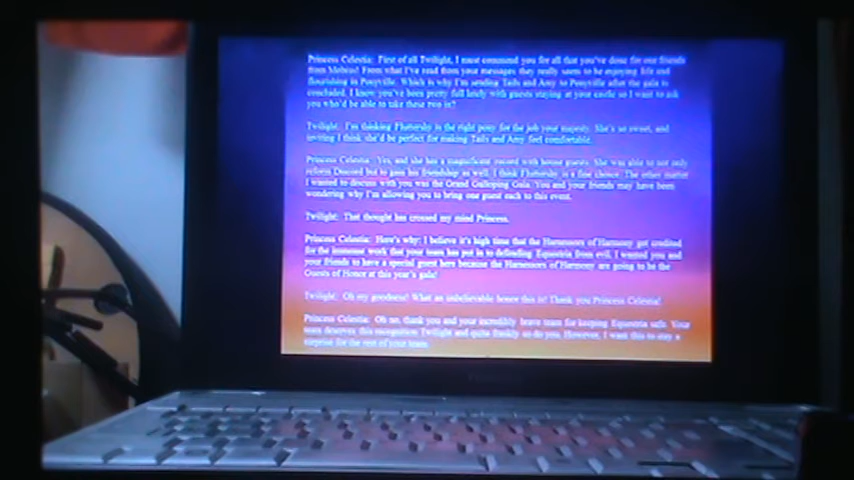 Princess Celestia: First of all Twilight, I must commend you for all that you've done for our friends
from Mobius! From what I've read from your messages they really seem to be enjoying life and
flourishing in Ponyville. Which is why I'm sending Tails and Amy to Ponyville after the gala is
concluded. I know you've been pretty full lately with guests staying at your castle so I want to ask
you who'd be able to take these two in?
Twilight: I'm thinking Fluttershy is the right pony for the job your majesty. She's so sweet, and
inviting I think she'd be perfect for making Tails and Amy feel comfortable.
Princess Celestia: Yes, and she has a magnificent record with house guests. She was able to not only
reform Discord but to gain his friendship as well. I think Fluttershy is a fine choice. The other matter
I wanted to discuss with you was the Grand Galloping Gala. You and your friends may have been
wondering why I'm allowing you to bring one guest each to this event.
Twilight: That thought has crossed my mind Princess.
Princess Celestia: Here's why; I believe it's high time that the Harnessers of Harmony get credited
for the immense work that your team has put in to defending Equestria from evil. I wanted you and
your friends to have a special guest here because the Harnessers of Harmony are going to be the
Guests of Honor at this year's gala!
Twilight: Oh my goodness! What an unbelievable honor this is! Thank you Princess Celestia!
Princess Celestia: Oh no, thank you and your incredibly brave team for keeping Equestria safe. Your
team deserves this recognition Twilight and quite frankly so do you. However, I want this to stay a
surprise for the rest of your team.